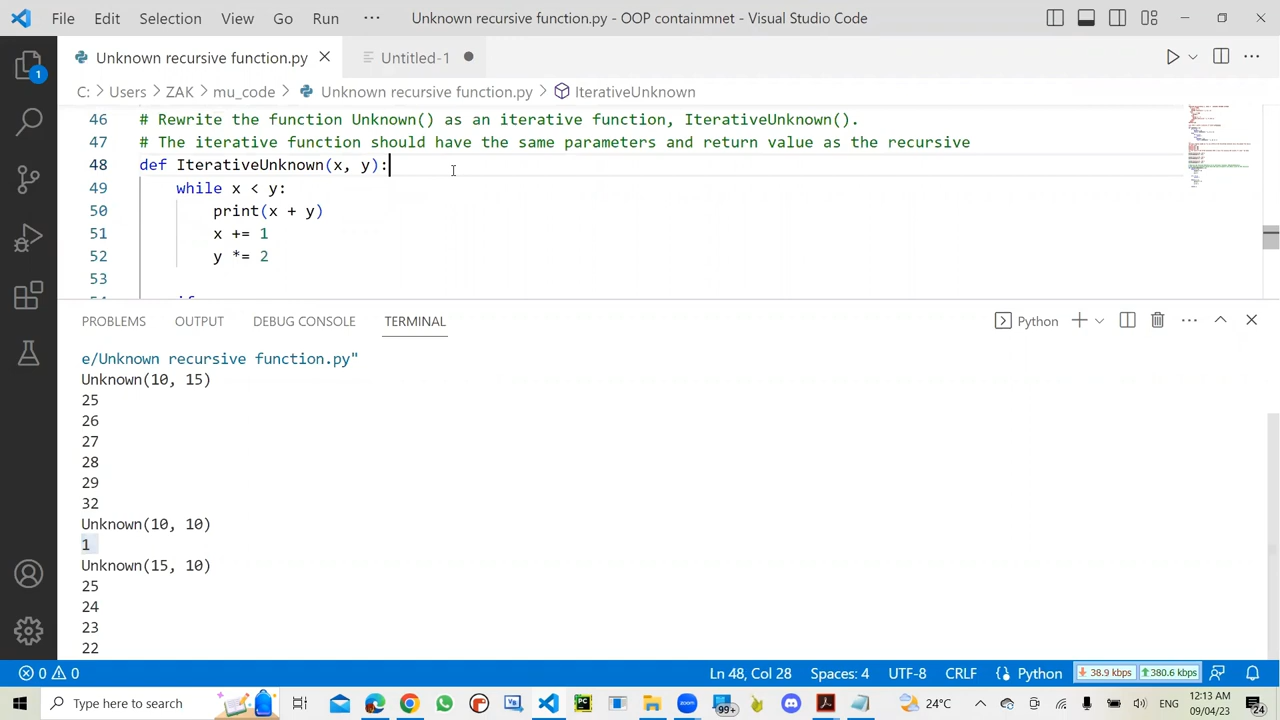 File Edit Selection View Go Run ··· Unknown recursive function.py - OOP containmnet - Visual Studio Code
Unknown recursive function.py Untitled-1
C: > Users > ZAK > mu_code > Unknown recursive function.py > IterativeUnknown
1
46 # Rewrite the function Unknown() as an iterative function, IterativeUnknown().
47 # The iterative function should have the same parameters and return value as the recursive
48 def IterativeUnknown(x, y):
49 while x < y:
50 print(x + y)
51 x += 1
52 y *= 2
53
PROBLEMS OUTPUT DEBUG CONSOLE TERMINAL Python
e/Unknown recursive function.py"
Unknown(10, 15)
25
26
27
28
29
32
Unknown(10, 10)
1
Unknown(15, 10)
25
24
23
22
0 0 Ln 48, Col 28 Spaces: 4 UTF-8 CRLF Python 38.9 kbps 380.6 kbps
Type here to search 99+ 24°C 12:13 AM
ENG 09/04/23 24